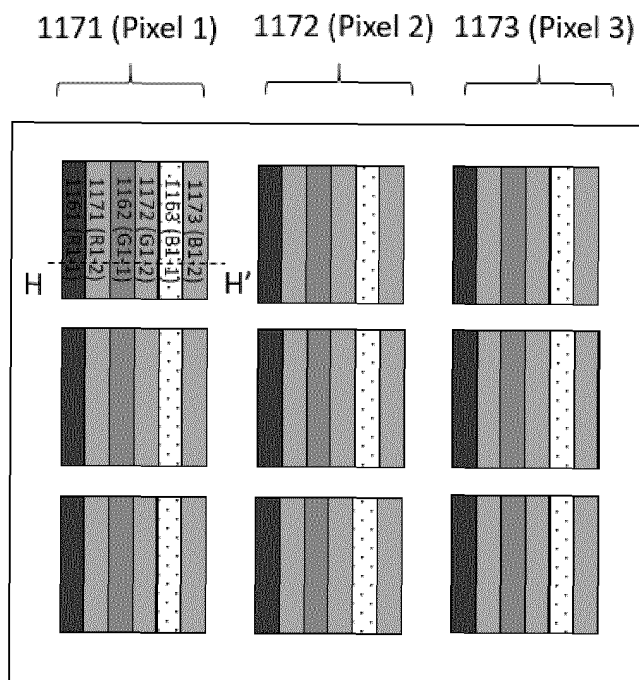 1171 (Pixel 1) 1172 (Pixel 2) 1173 (Pixel 3)
1161 (R1-1)
1171 (R1-2)
1162 (G1-1)
1172 (G1-2)
1163 (B1-1)
1173 (B1-2)
H H'